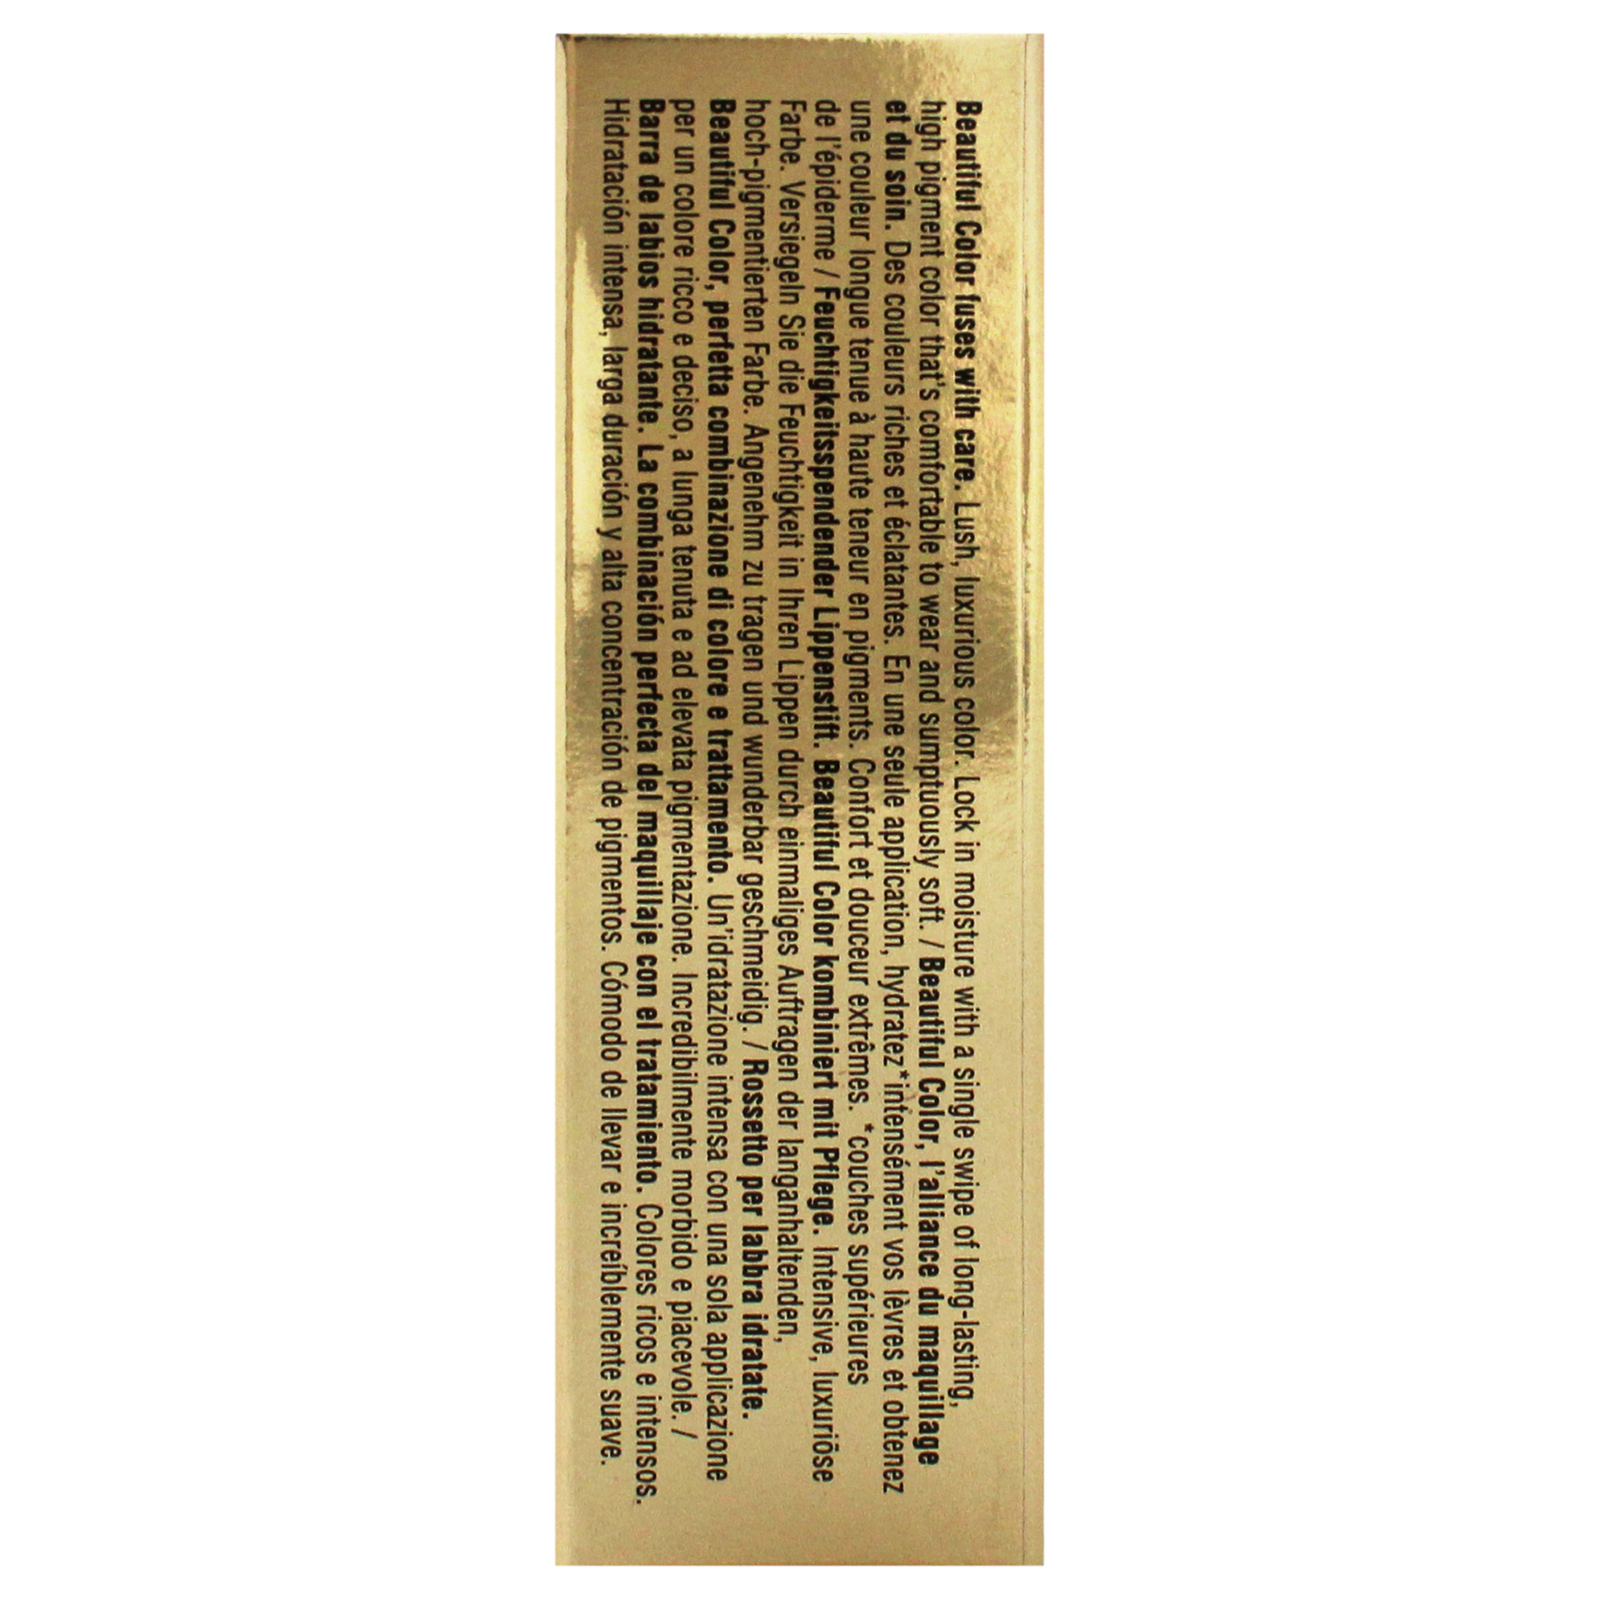 Beautiful Color fuses with care. Lush, luxurious color. Lock in moisture with a single swipe of long-lasting,
high pigment color that's comfortable to wear and sumptuously soft. / Beautiful Color, l'alliance du maquillage
et du soin. Des couleurs riches et éclatantes. En une seule application, hydratez*intensément vos lèvres et obtenez
une couleur longue tenue à haute teneur en pigments. Confort et douceur extrêmes. *couches supérieures
de l'épiderme / Feuchtigkeitsspendender Lippenstift. Beautiful Color kombiniert mit Pflege. Intensive, luxuriöse
Farbe. Versiegeln Sie die Feuchtigkeit in Ihren Lippen durch einmaliges Auftragen der langanhaltenden,
hoch-pigmentierten Farbe. Angenehm zu tragen und wunderbar geschmeidig. / Rossetto per labbra idratate.
Beautiful Color, perfetta combinazione di colore e trattamento. Un'idratazione intensa con una sola applicazione
per un colore ricco e deciso, a lunga tenuta e ad elevata pigmentazione. Incredibilmente morbido e piacevole. /
Barra de labios hidratante. La combinación perfecta del maquillaje con el tratamiento. Colores ricos e intensos.
Hidratación intensa, larga duración y alta concentración de pigmentos. Cómodo de llevar e increíblemente suave.